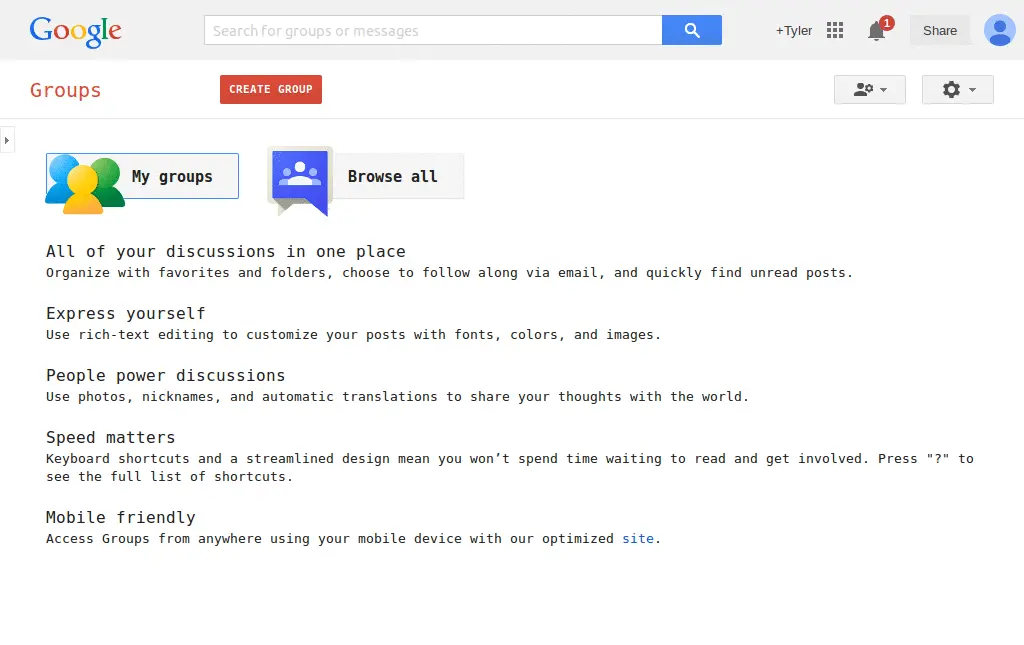 Google
Search for groups or messages
+Tyler
1
Share
Groups
CREATE GROUP
My groups
Browse all
All of your discussions in one place
Organize with favorites and folders, choose to follow along via email, and quickly find unread posts.
Express yourself
Use rich-text editing to customize your posts with fonts, colors, and images.
People power discussions
Use photos, nicknames, and automatic translations to share your thoughts with the world.
Speed matters
Keyboard shortcuts and a streamlined design mean you won’t spend time waiting to read and get involved. Press "?" to
see the full list of shortcuts.
Mobile friendly
Access Groups from anywhere using your mobile device with our optimized site.